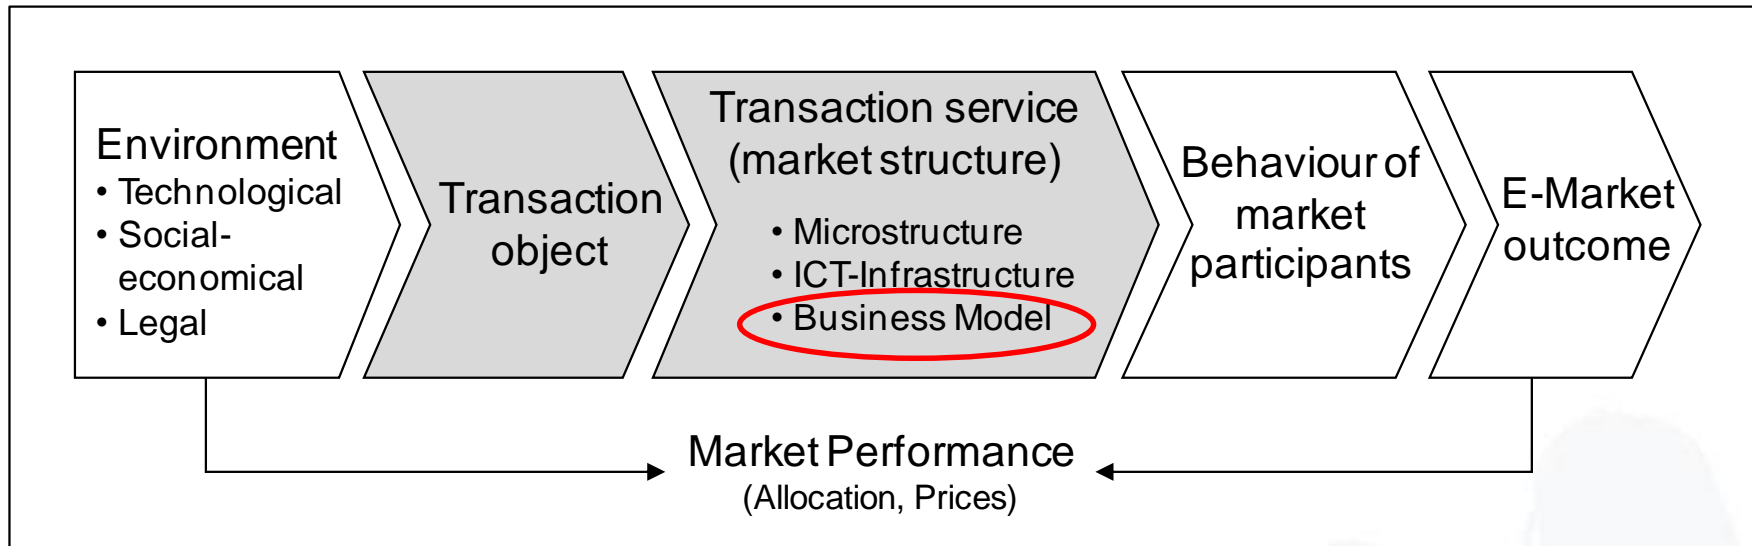 Environment
• Technological
• Social-
economical
• Legal
Transaction
object
Transaction service
(market structure)
• Microstructure
• ICT-Infrastructure
• Business Model
Behaviour of
market
participants
E-Market
outcome
Market Performance
(Allocation, Prices)